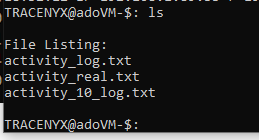 TRACENYX@adoVM-$: ls
File Listing:
activity_log.txt
activity_real.txt
activity_10_log.txt
TRACENYX@adoVM-$: